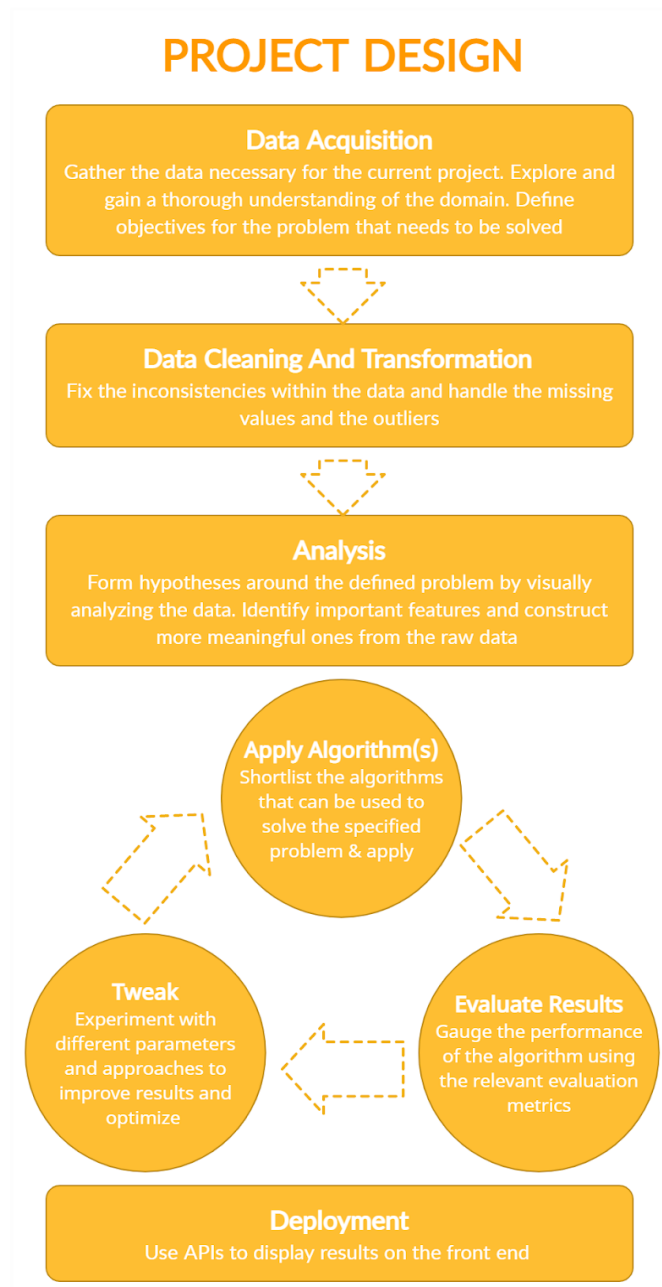 PROJECT DESIGN
Data Acquisition
Gather the data necessary for the current project. Explore and
gain a thorough understanding of the domain. Define
objectives for the problem that needs to be solved
Data Cleaning And Transformation
Fix the inconsistencies within the data and handle the missing
values and the outliers
Analysis
Form hypotheses around the defined problem by visually
analyzing the data. Identify important features and construct
more meaningful ones from the raw data
Apply Algorithm(s)
Shortlist the algorithms
that can be used to
solve the specified
problem & apply
Evaluate Results
Gauge the performance
of the algorithm using
the relevant evaluation
metrics
Tweak
Experiment with
different parameters
and approaches to
improve results and
optimize
Deployment
Use APIs to display results on the front end